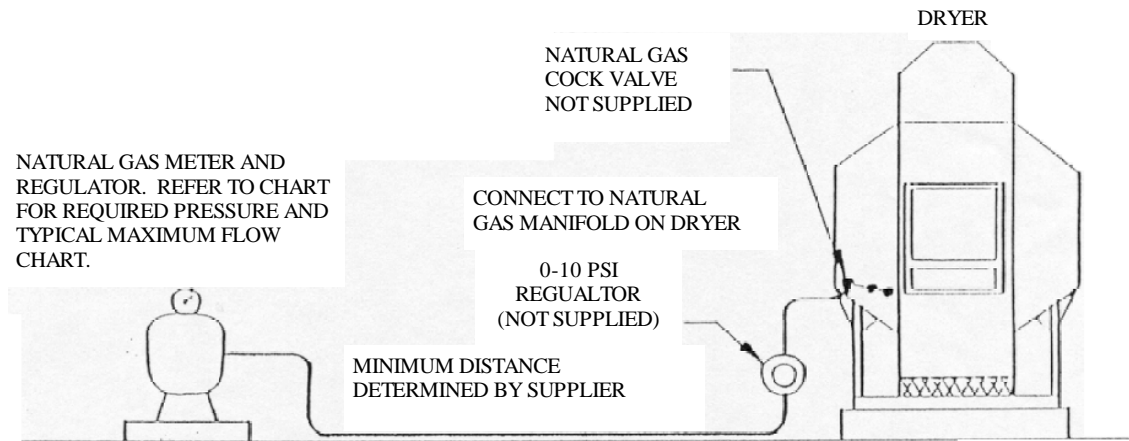 DRYER
NATURAL GAS
COCK VALVE
NOT SUPPLIED
NATURAL GAS METER AND
REGULATOR. REFER TO CHART
FOR REQUIRED PRESSURE AND
TYPICAL MAXIMUM FLOW
CHART.
CONNECT TO NATURAL
GAS MANIFOLD ON DRYER
0-10 PSI
REGUALTOR
(NOT SUPPLIED)
MINIMUM DISTANCE
DETERMINED BY SUPPLIER